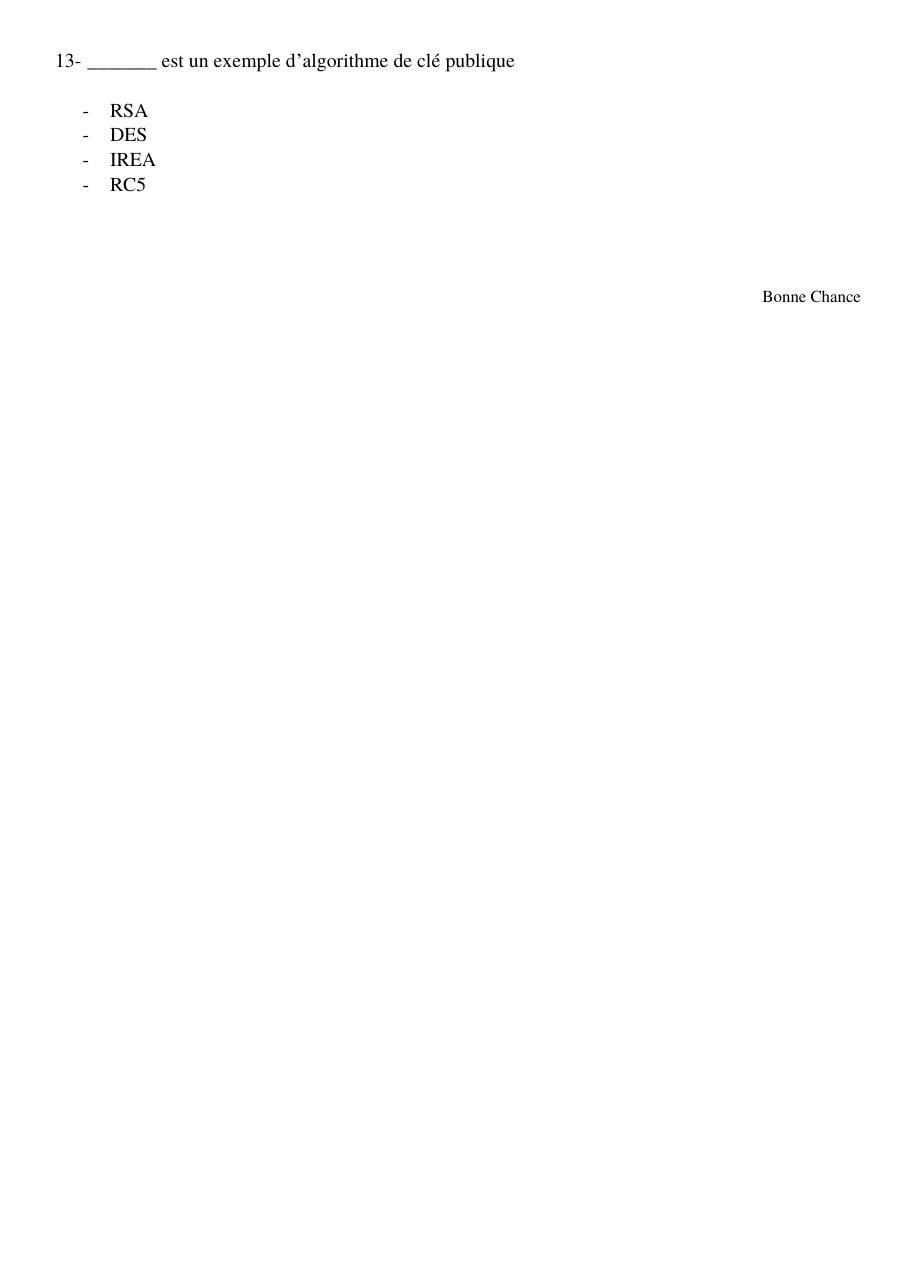 13- _______ est un exemple d’algorithme de clé publique
- RSA
- DES
- IREA
- RC5
Bonne Chance